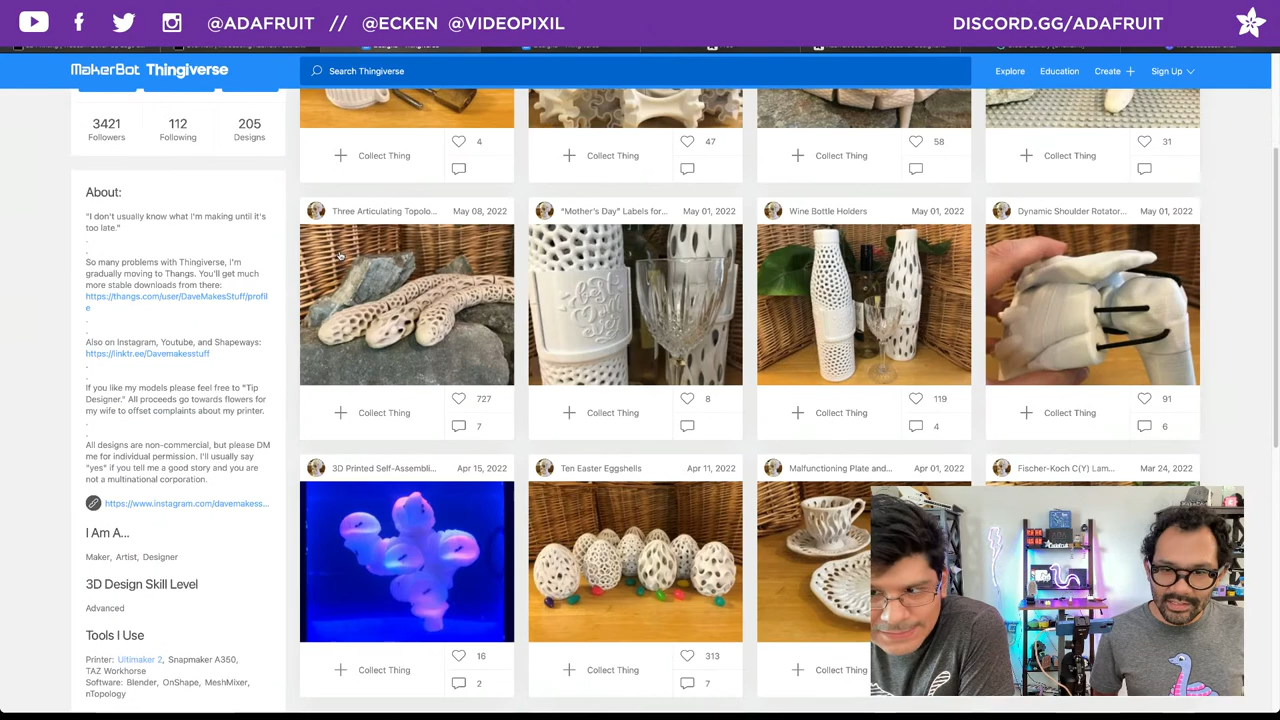 @ADAFRUIT // @ECKEN @VIDEOPIXIL
DISCORD.GG/ADAFRUIT
MakerBot Thingiverse
Search Thingiverse
Explore
Education
Create
Sign Up
3421
112
205
Followers
Following
Designs
Collect Thing
4
Collect Thing
47
Collect Thing
58
Collect Thing
31
About:
"I don't usually know what I'm making until it's
too late."
.
.
So many problems with Thingiverse, I'm
gradually moving to Thangs. You'll get much
more stable downloads from there:
https://thangs.com/user/DaveMakesStuff/profil
e
.
.
Also on Instagram, Youtube, and Shapeways:
https://linktr.ee/Davemakesstuff
.
.
If you like my models please feel free to "Tip
Designer." All proceeds go towards flowers for
my wife to offset complaints about my printer.
.
.
All designs are non-commercial, but please DM
me for individual permission. I'll usually say
"yes" if you tell me a good story and you are
not a multinational corporation.
https://www.instagram.com/davemakess...
I Am A...
Maker, Artist, Designer
3D Design Skill Level
Advanced
Tools I Use
Printer: Ultimaker 2, Snapmaker A350,
TAZ Workhorse
Software: Blender, OnShape, MeshMixer,
nTopology
Three Articulating Topolo...
May 08, 2022
Collect Thing
727
7
"Mother's Day" Labels for...
May 01, 2022
Collect Thing
8
Wine Bottle Holders
May 01, 2022
Collect Thing
119
4
Dynamic Shoulder Rotator...
May 01, 2022
Collect Thing
91
6
3D Printed Self-Assembli...
Apr 15, 2022
Collect Thing
16
2
Ten Easter Eggshells
Apr 11, 2022
Collect Thing
313
7
Malfunctioning Plate and...
Apr 01, 2022
Collect Thing
Fischer-Koch C(Y) Lam...
Mar 24, 2022